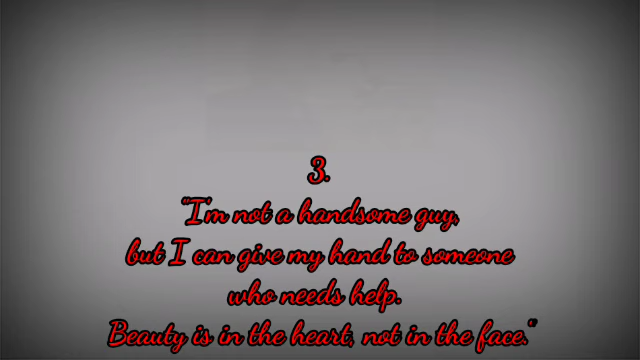 3.
"I'm not a handsome guy,
but I can give my hand to someone
who needs help.
Beauty is in the heart, not in the face."